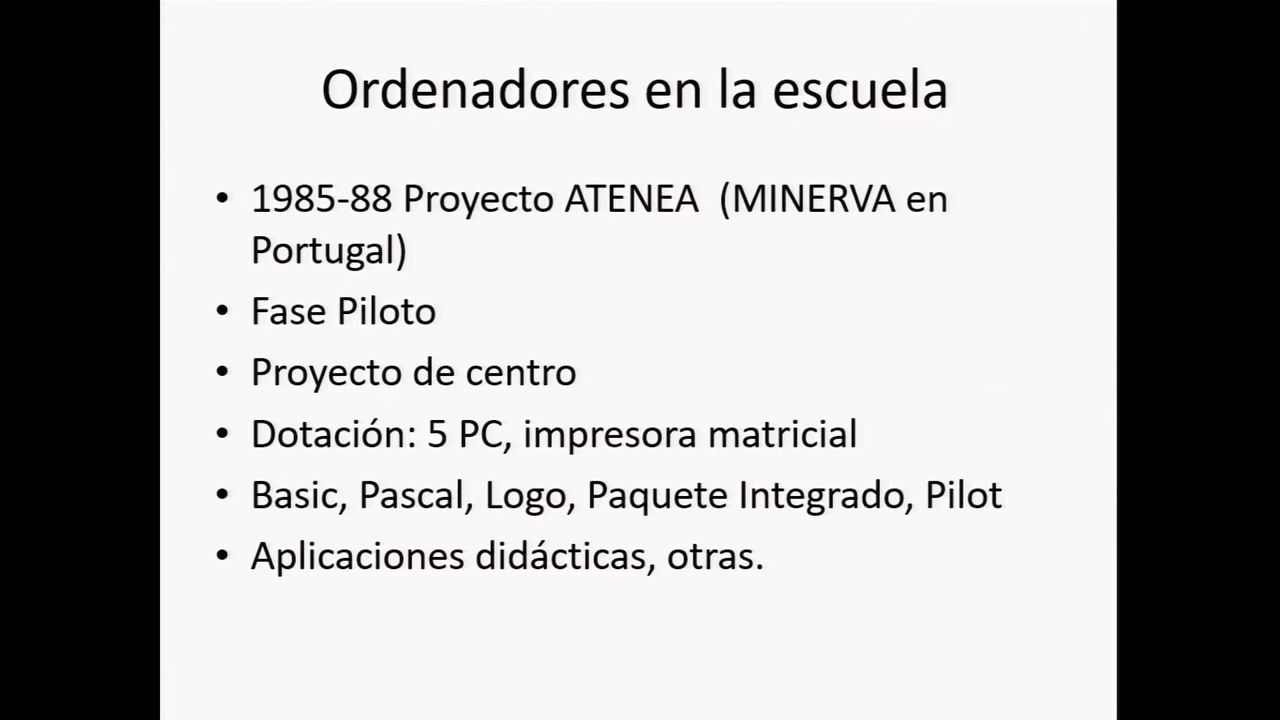 Ordenadores en la escuela
• 1985-88 Proyecto ATENEA (MINERVA en
Portugal)
• Fase Piloto
• Proyecto de centro
• Dotación: 5 PC, impresora matricial
• Basic, Pascal, Logo, Paquete Integrado, Pilot
• Aplicaciones didácticas, otras.